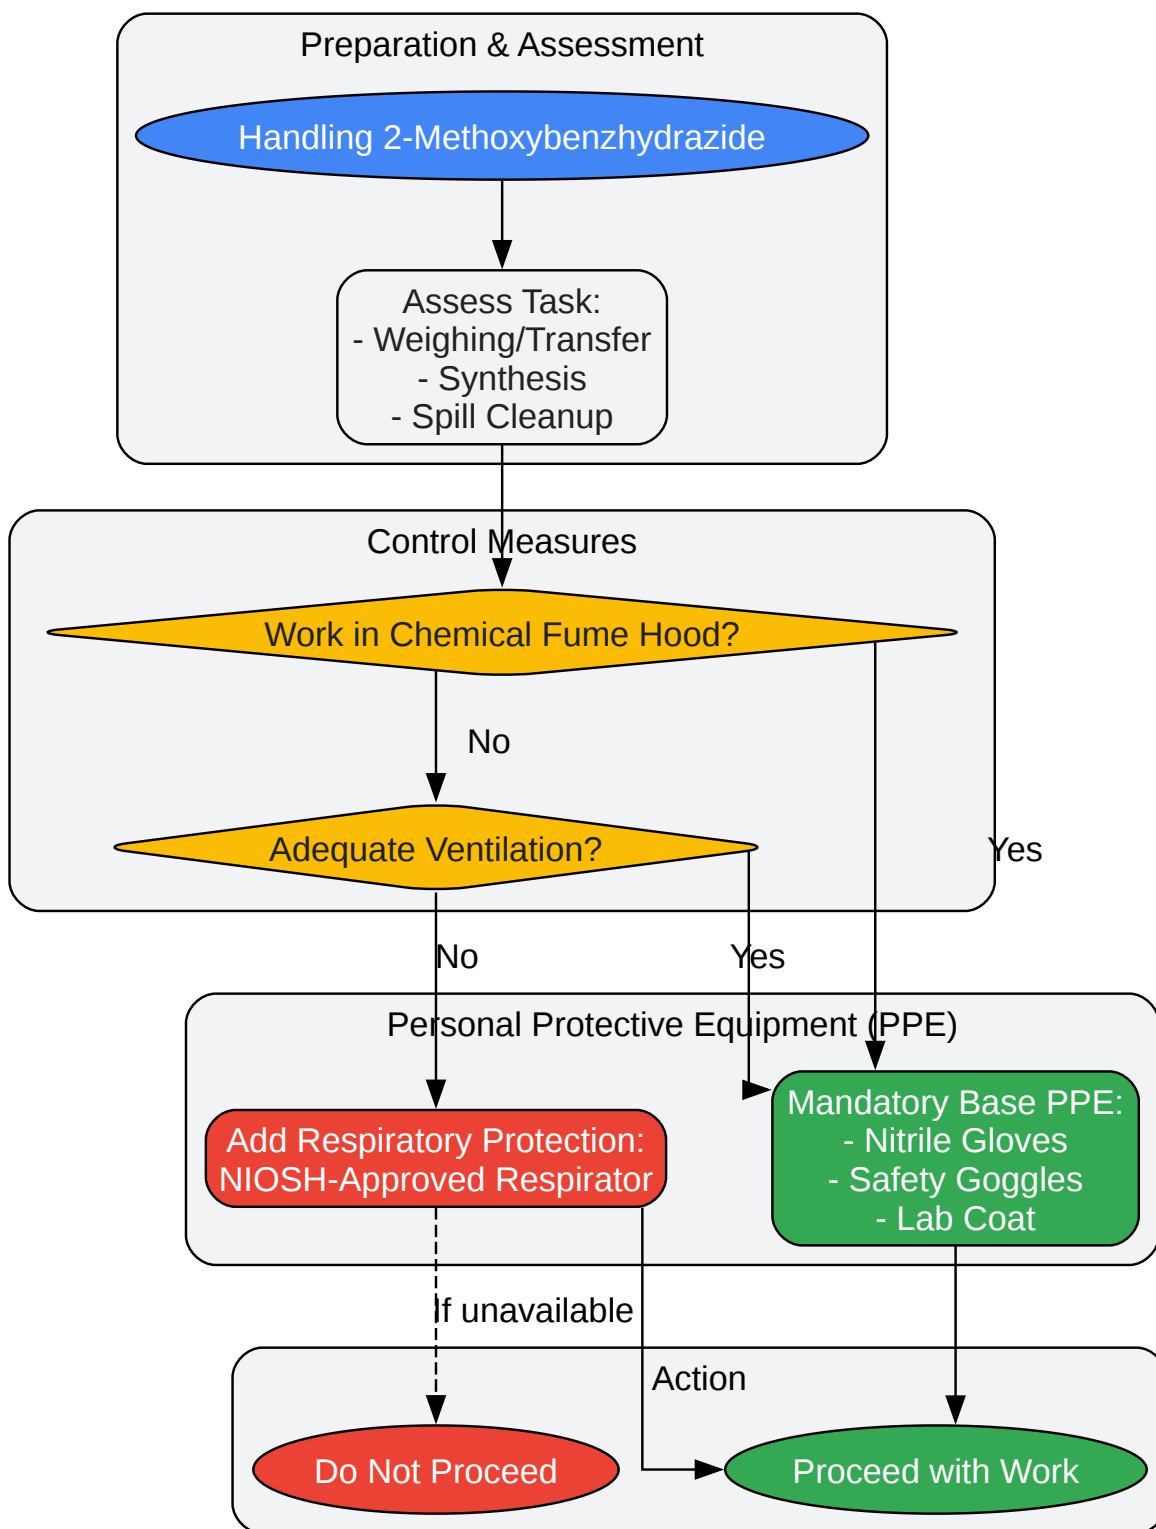 Preparation & Assessment
Handling 2-Methoxybenzhydrazide
Assess Task:
- Weighing/Transfer
- Synthesis
- Spill Cleanup
Control Measures
Work in Chemical Fume Hood?
No
Adequate Ventilation?
Yes
No
Yes
Personal Protective Equipment (PPE)
Add Respiratory Protection:
NIOSH-Approved Respirator
Mandatory Base PPE:
- Nitrile Gloves
- Safety Goggles
- Lab Coat
If unavailable
Action
Do Not Proceed
Proceed with Work